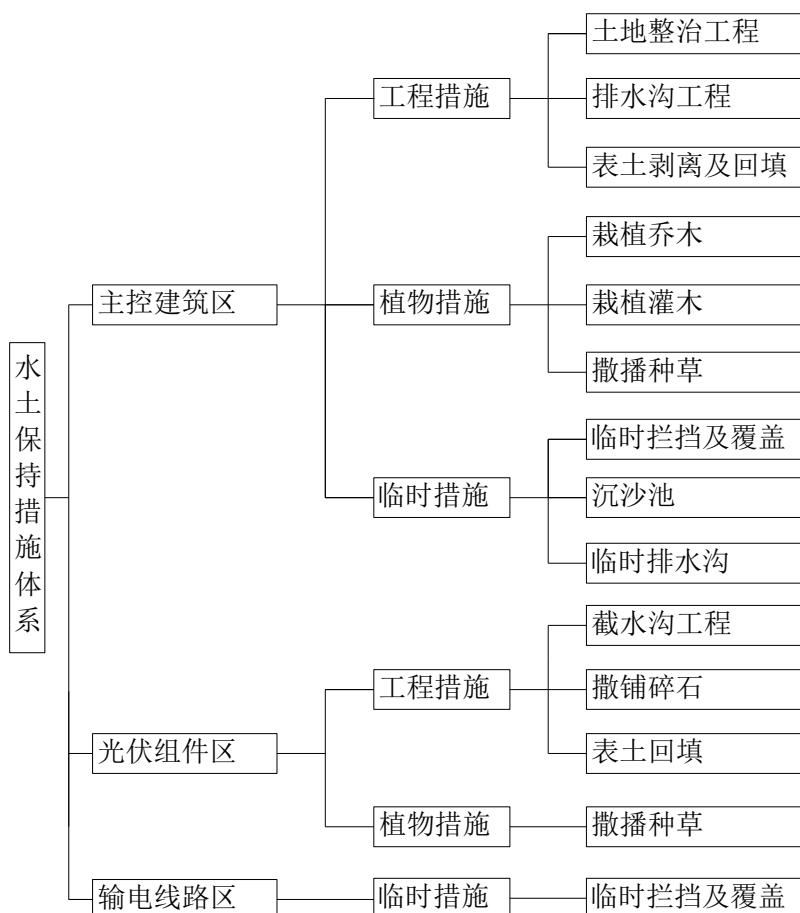 水土保持措施体系
主控建筑区
工程措施
土地整治工程
排水沟工程
表土剥离及回填
植物措施
栽植乔木
栽植灌木
撒播种草
临时措施
临时拦挡及覆盖
沉沙池
临时排水沟
光伏组件区
工程措施
截水沟工程
撒铺碎石
表土回填
植物措施
撒播种草
输电线路区
临时措施
临时拦挡及覆盖